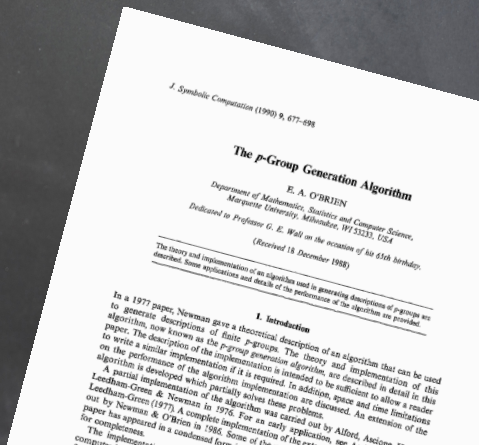 J. Symbolic Computation (1990) 9, 677–698
The p-Group Generation Algorithm
E. A. O'BRIEN
Department of Mathematics, Statistics and Computer Science,
Marquette University, Milwaukee, WI 53233, USA
Dedicated to Professor G. E. Wall on the occasion of his 65th birthday.
(Received 18 December 1988)
The theory and implementation of an algorithm used in generating descriptions of p-groups are
described. Some applications and details of the performance of the algorithm are provided.
1. Introduction
In a 1977 paper, Newman gave a theoretical description of an algorithm that can be used
to generate descriptions of finite p-groups. The theory and implementation of this
algorithm, now known as the p-group generation algorithm, are described in detail in this
paper. The description of the implementation is intended to be sufficient to allow a reader
to write a similar implementation if it is required. In addition, space and time limitations
on the performance of the algorithm implementation are discussed. An extension of the
algorithm is developed which partially solves these problems.
A partial implementation of the algorithm was carried out by Alford, Ascione,
Leedham-Green & Newman in 1976. For an early application, see
Leedham-Green (1977). A complete implementation of the
out by Newman & O'Brien in 1986. Some of the
paper has appeared in a condensed form
for completeness.
The implementa